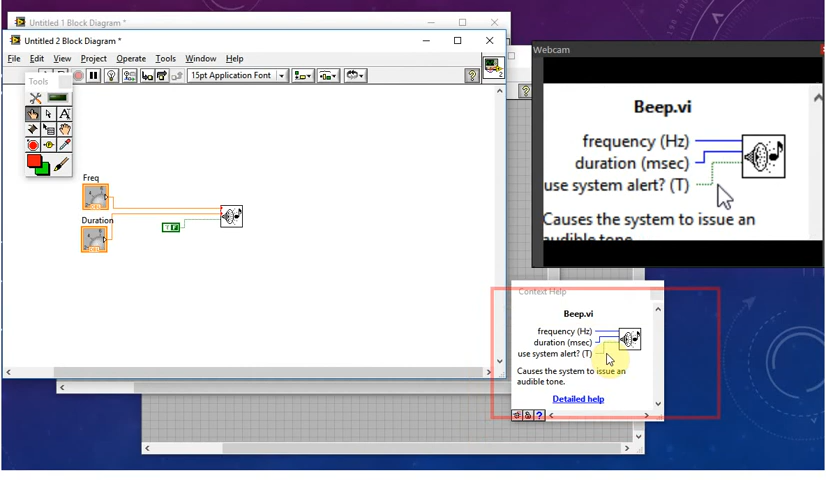 Untitled 1 Block Diagram *
Untitled 2 Block Diagram *
File Edit View Project Operate Tools Window Help
15pt Application Font
?
2
Tools
Freq
Duration
T F
Webcam
Beep.vi
frequency (Hz)
duration (msec)
use system alert? (T)
Causes the system to issue an
audible tone.
?
Context Help
Beep.vi
frequency (Hz)
duration (msec)
use system alert? (T)
Causes the system to issue an
audible tone.
Detailed help
?